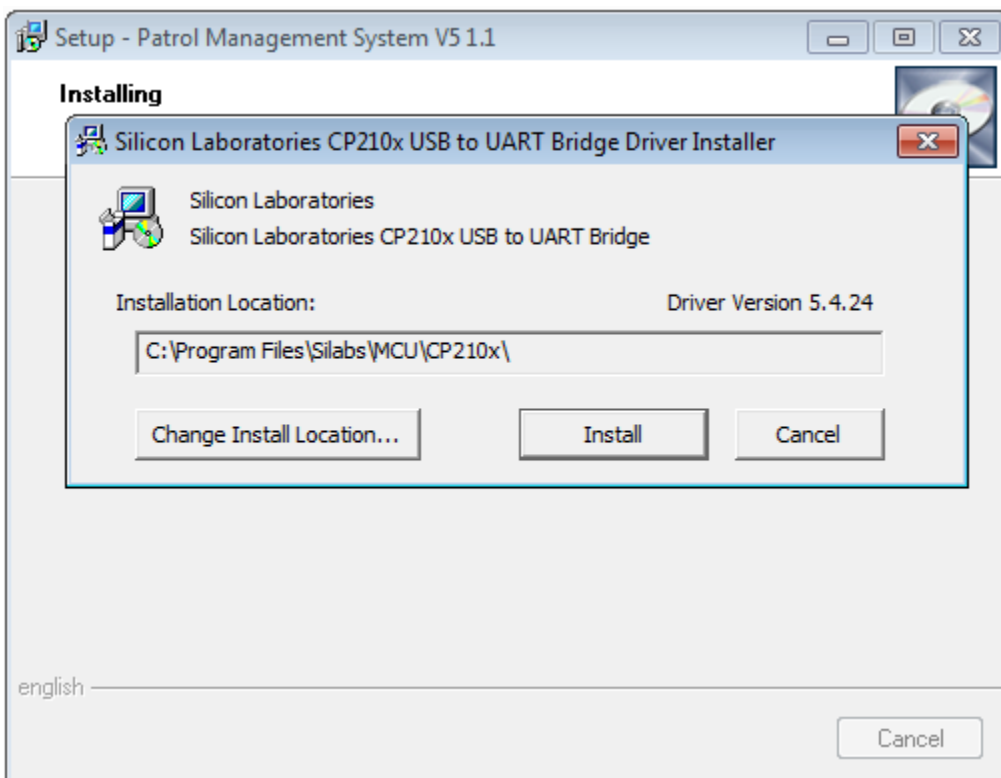 Setup - Patrol Management System V5 1.1
Installing
Silicon Laboratories CP210x USB to UART Bridge Driver Installer
Silicon Laboratories
Silicon Laboratories CP210x USB to UART Bridge
Installation Location: Driver Version 5.4.24
C:\Program Files\Silabs\MCU\CP210x\
Change Install Location... Install Cancel
english
Cancel